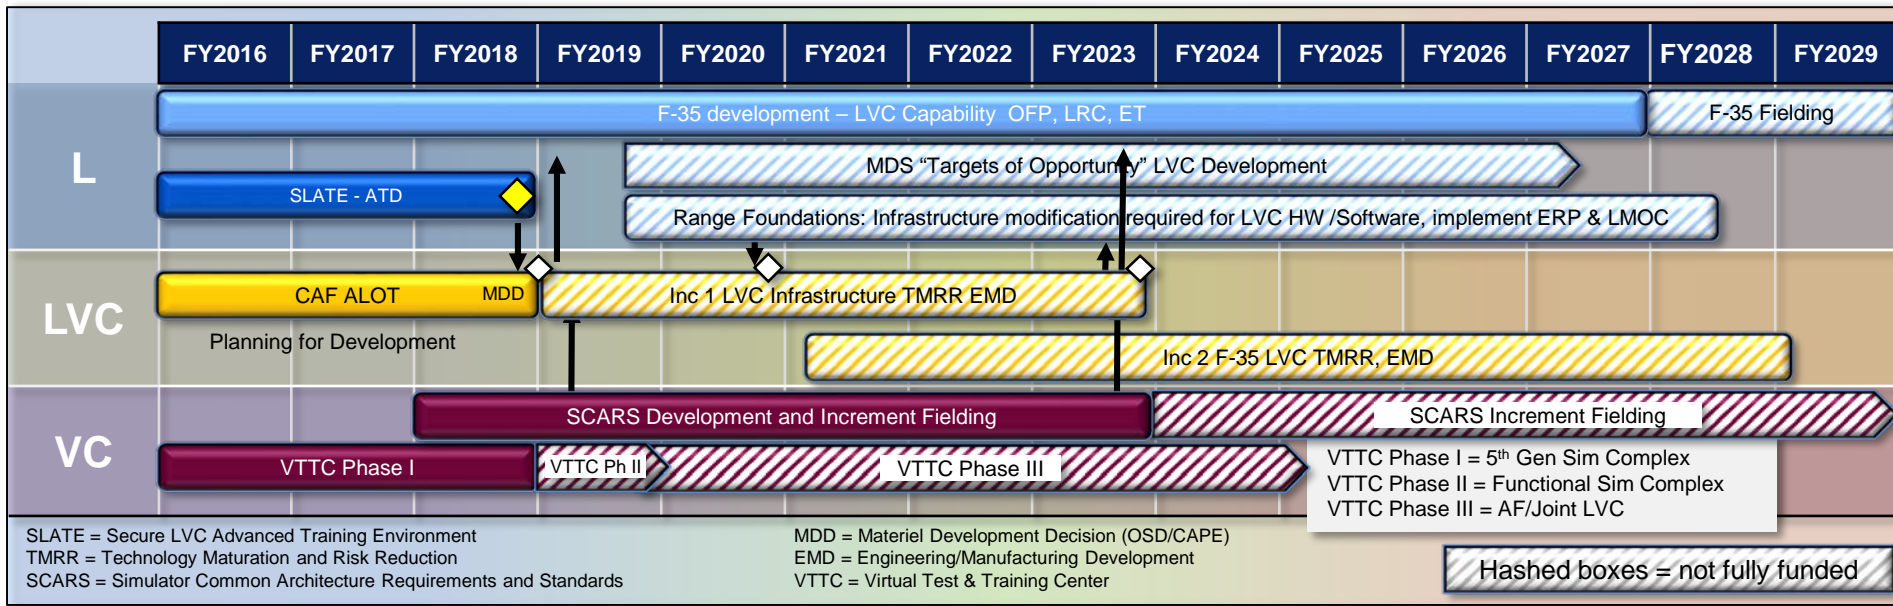 FY2016 FY2017 FY2018 FY2019 FY2020 FY2021 FY2022 FY2023 FY2024 FY2025 FY2026 FY2027 FY2028 FY2029
L
F-35 development – LVC Capability OFP, LRC, ET
F-35 Fielding
MDS “Targets of Opportunity” LVC Development
SLATE - ATD
Range Foundations: Infrastructure modification required for LVC HW /Software, implement ERP & LMOC
LVC
CAF ALOT
MDD
Inc 1 LVC Infrastructure TMRR EMD
Planning for Development
Inc 2 F-35 LVC TMRR, EMD
VC
SCARS Development and Increment Fielding
SCARS Increment Fielding
VTTC Phase I
VTTC Ph II
VTTC Phase III
VTTC Phase I = 5th Gen Sim Complex
VTTC Phase II = Functional Sim Complex
VTTC Phase III = AF/Joint LVC
SLATE = Secure LVC Advanced Training Environment
TMRR = Technology Maturation and Risk Reduction
SCARS = Simulator Common Architecture Requirements and Standards
MDD = Materiel Development Decision (OSD/CAPE)
EMD = Engineering/Manufacturing Development
VTTC = Virtual Test & Training Center
Hashed boxes = not fully funded